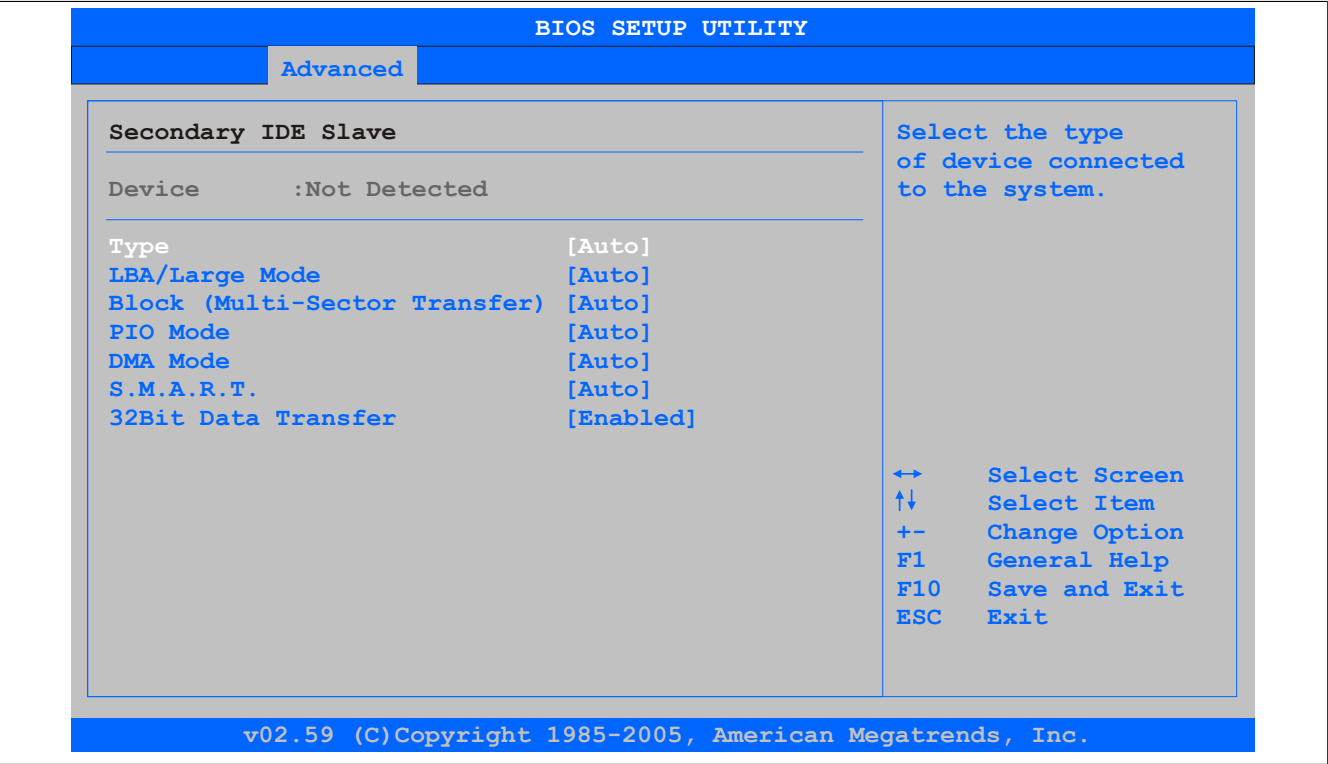 BIOS SETUP UTILITY
Advanced
Secondary IDE Slave
Device :Not Detected
Type [Auto]
LBA/Large Mode [Auto]
Block (Multi-Sector Transfer) [Auto]
PIO Mode [Auto]
DMA Mode [Auto]
S.M.A.R.T. [Auto]
32Bit Data Transfer [Enabled]
Select the type
of device connected
to the system.
↔ Select Screen
↑↓ Select Item
+- Change Option
F1 General Help
F10 Save and Exit
ESC Exit
v02.59 (C)Copyright 1985-2005, American Megatrends, Inc.